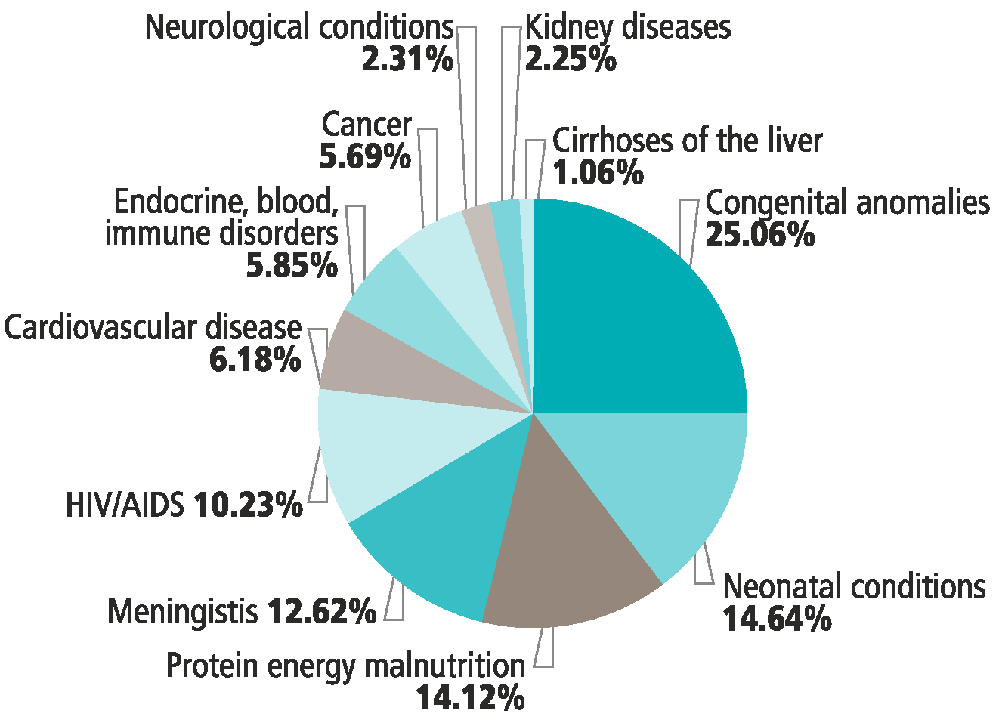 Neurological conditions
2.31%
Kidney diseases
2.25%
Cancer
5.69%
Cirrhoses of the liver
1.06%
Endocrine, blood,
immune disorders
5.85%
Congenital anomalies
25.06%
Cardiovascular disease
6.18%
HIV/AIDS 10.23%
Neonatal conditions
14.64%
Meningistis 12.62%
Protein energy malnutrition
14.12%